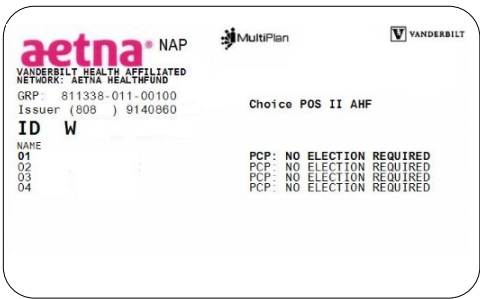 aetna® NAP
MultiPlan
V VANDERBILT
VANDERBILT HEALTH AFFILIATED
NETWORK: AETNA HEALTHFUND
GRP: 811338-011-00100
Issuer (808 ) 9140860
Choice POS II AHF
ID W
NAME
01 PCP: NO ELECTION REQUIRED
02 PCP: NO ELECTION REQUIRED
03 PCP: NO ELECTION REQUIRED
04 PCP: NO ELECTION REQUIRED